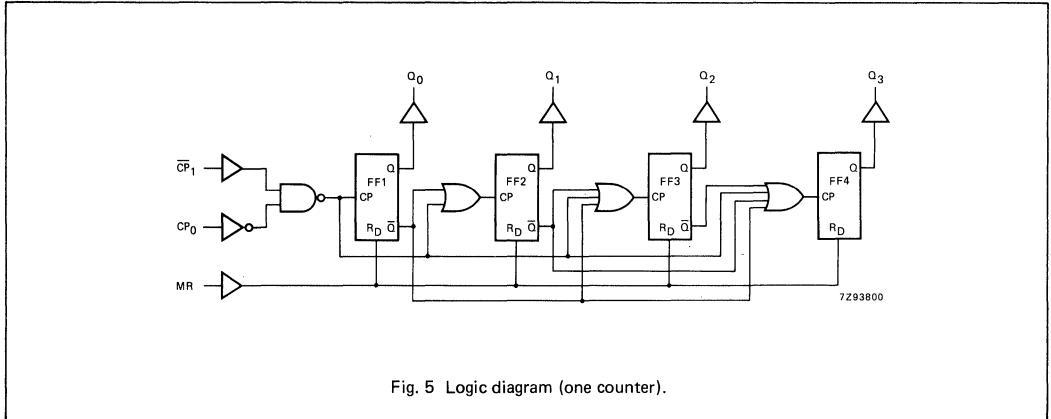 Q0 Q1 Q2 Q3
C̅P̅1
CP0
MR
Q
FF1
CP
RD Q̅
Q
FF2
CP
RD Q̅
Q
FF3
CP
RD Q̅
Q
FF4
CP
RD
7Z93800
Fig. 5 Logic diagram (one counter).